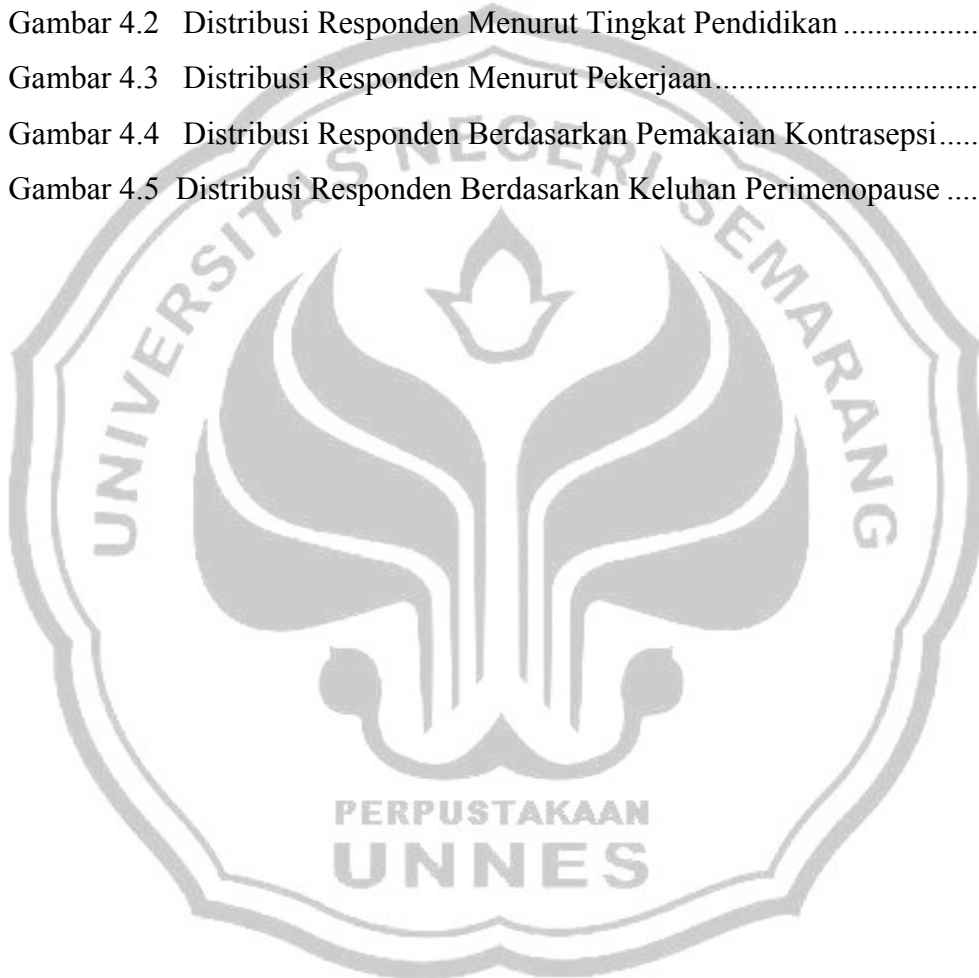 Gambar 4.2 Distribusi Responden Menurut Tingkat Pendidikan .................
Gambar 4.3 Distribusi Responden Menurut Pekerjaan.................................
Gambar 4.4 Distribusi Responden Berdasarkan Pemakaian Kontrasepsi.....
Gambar 4.5 Distribusi Responden Berdasarkan Keluhan Perimenopause ....
UNIVERSITAS NEGERI SEMARANG
PERPUSTAKAAN
UNNES